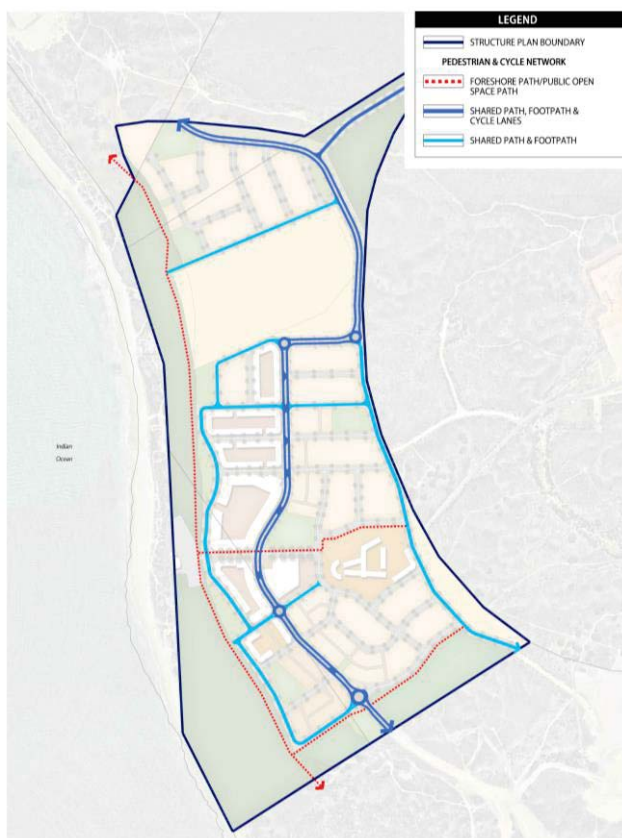 LEGEND
STRUCTURE PLAN BOUNDARY
PEDESTRIAN & CYCLE NETWORK
FORESHORE PATH/PUBLIC OPEN
SPACE PATH
SHARED PATH, FOOTPATH &
CYCLE LANES
SHARED PATH & FOOTPATH
Indian
Ocean